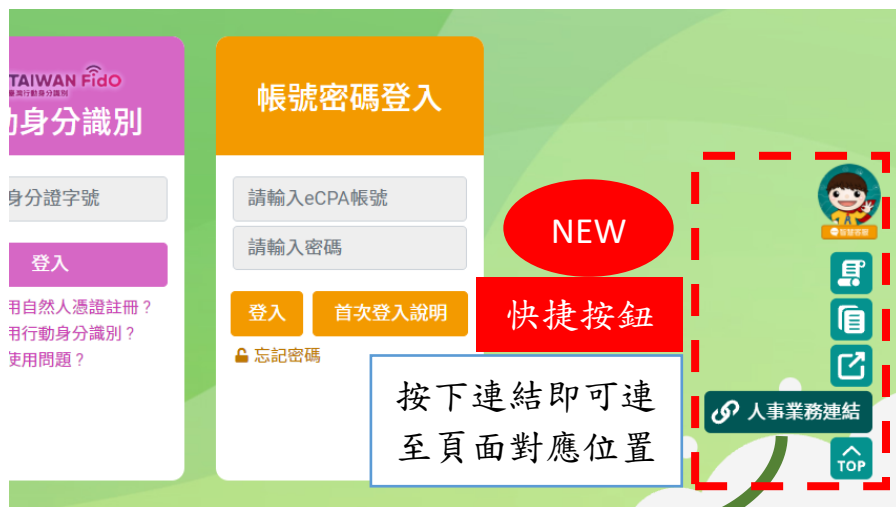 TAIWAN FidO
臺灣行動身分識別
動身分識別
身分證字號
登入
用自然人憑證註冊？
用行動身分識別？
使用問題？
帳號密碼登入
請輸入eCPA帳號
請輸入密碼
登入
首次登入說明
忘記密碼
NEW
快捷按鈕
按下連結即可連
至頁面對應位置
智慧客服
人事業務連結
TOP